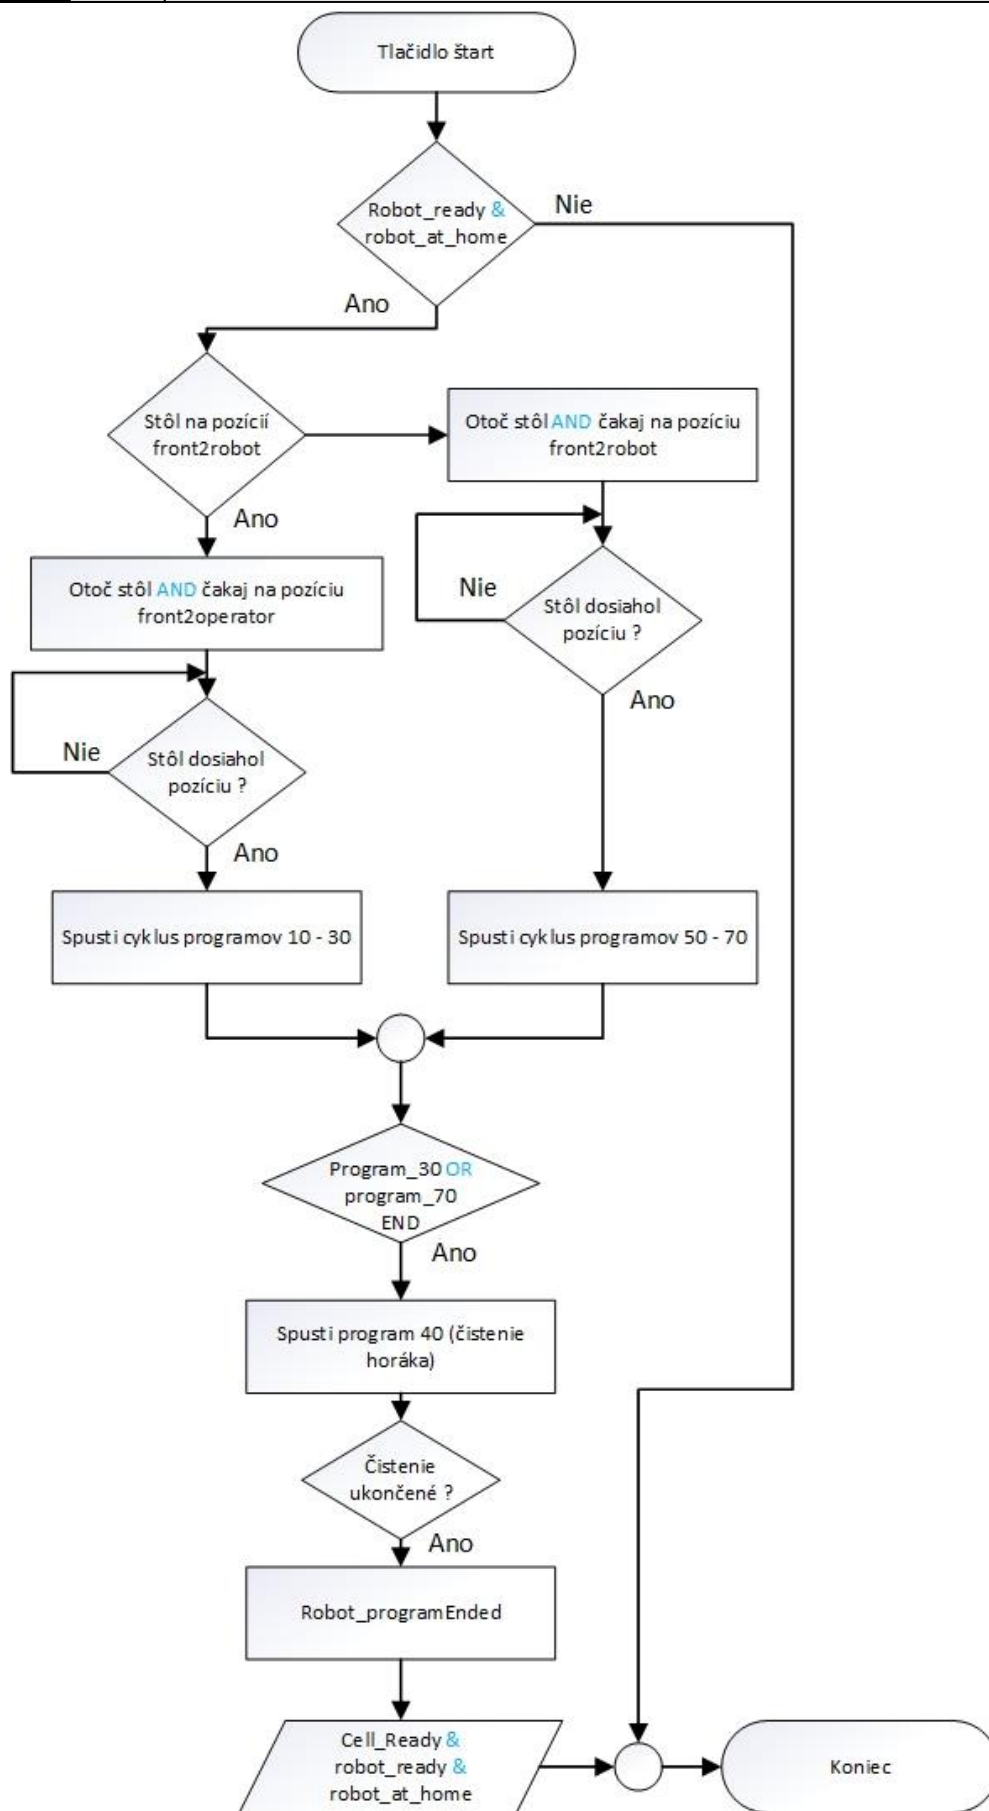 Tlačidlo štart
Robot_ready &
robot_at_home
Nie
Ano
Stôl na pozícií
front2robot
Otoč stôl AND čakaj na pozíciu
front2robot
Ano
Otoč stôl AND čakaj na pozíciu
front2operator
Nie
Stôl dosiahol
pozíciu ?
Ano
Nie
Stôl dosiahol
pozíciu ?
Ano
Spusti cyklus programov 10 - 30
Spusti cyklus programov 50 - 70
Program_30 OR
program_70
END
Ano
Spusti program 40 (čistenie
horáka)
Čistenie
ukončené ?
Ano
Robot_programEnded
Cell_Ready &
robot_ready &
robot_at_home
Koniec